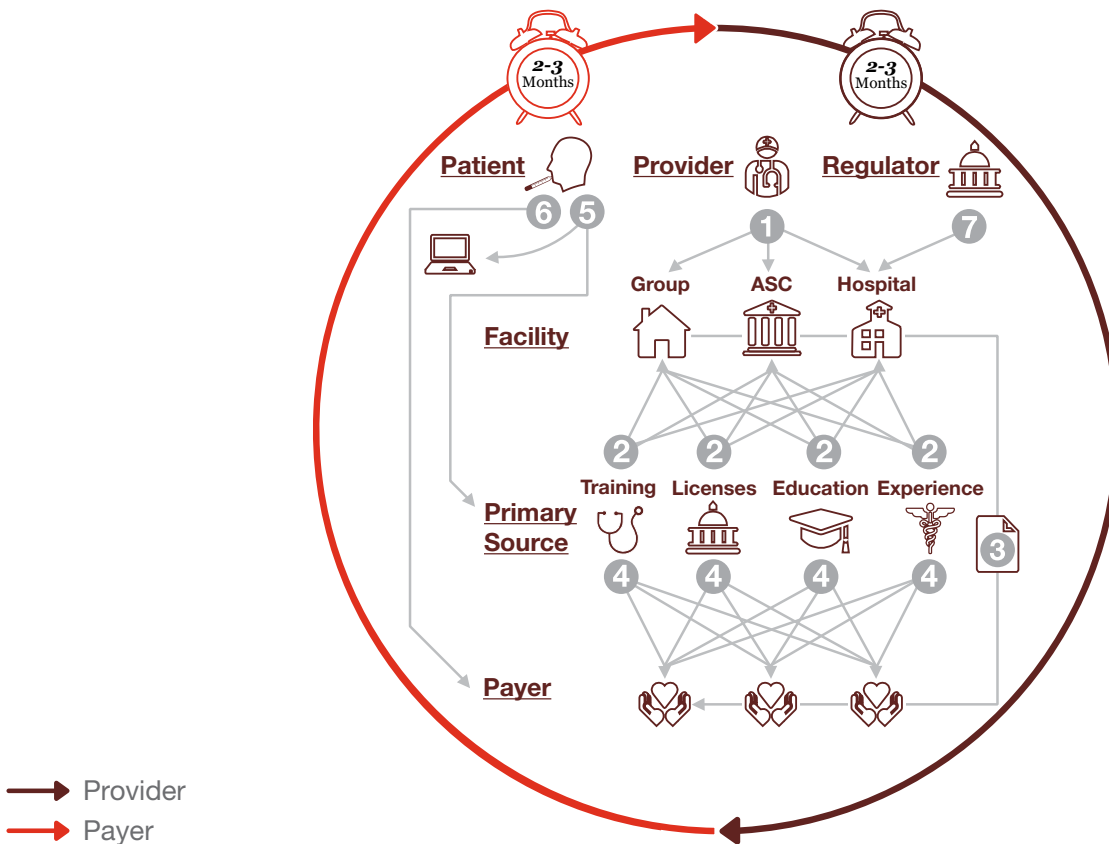 2-3
Months
2-3
Months
Patient
Provider
Regulator
6
5
1
7
Group
ASC
Hospital
Facility
2
2
2
2
Training
Licenses
Education
Experience
Primary
Source
3
4
4
4
4
Payer
Provider
Payer